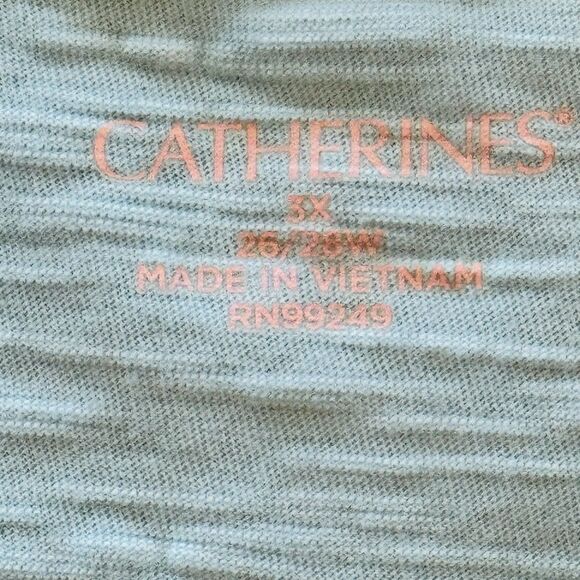 CATHERINES®
3X
26/28W
MADE IN VIETNAM
RN99249